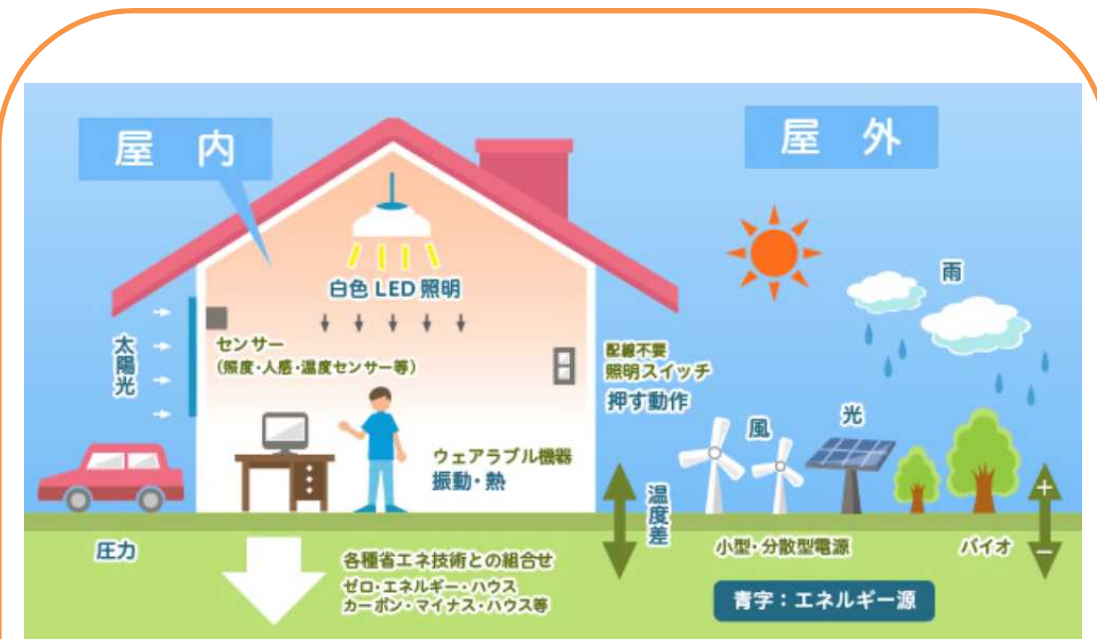 屋内
屋外
雨
白色LED照明
太陽光
センサー
(照度・人感・温度センサー等)
配線不要
照明スイッチ
押す動作
風
光
ウェアラブル機器
振動・熱
温度差
圧力
小型・分散型電源
バイオ
+
−
各種省エネ技術との組合せ
ゼロ・エネルギー・ハウス
カーボン・マイナス・ハウス等
青字:エネルギー源